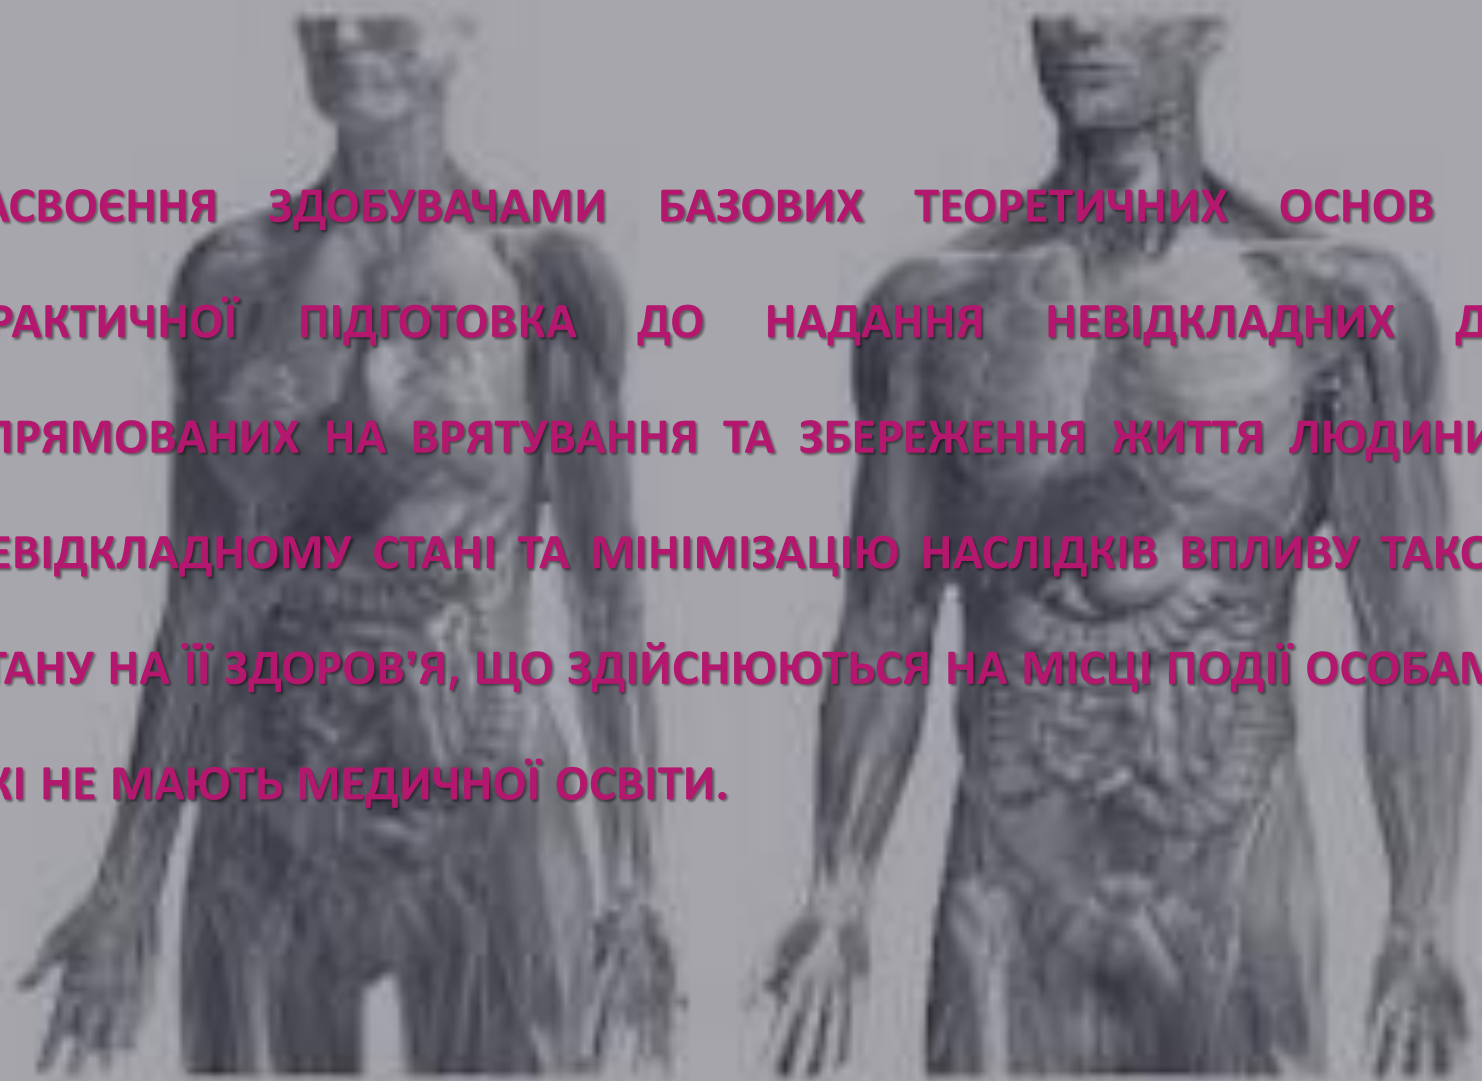 АСВОЄННЯ ЗДОБУВАЧАМИ БАЗОВИХ ТЕОРЕТИЧНИХ ОСНОВ
РАКТИЧНОЇ ПІДГОТОВКА ДО НАДАННЯ НЕВІДКЛАДНИХ Д
ПРЯМОВАНИХ НА ВРЯТУВАННЯ ТА ЗБЕРЕЖЕННЯ ЖИТТЯ ЛЮДИНИ
ЕВІДКЛАДНОМУ СТАНІ ТА МІНІМІЗАЦІЮ НАСЛІДКІВ ВПЛИВУ ТАКО
ТАНУ НА ЇЇ ЗДОРОВ'Я, ЩО ЗДІЙСНЮЮТЬСЯ НА МІСЦІ ПОДІЇ ОСОБАМ
КІ НЕ МАЮТЬ МЕДИЧНОЇ ОСВІТИ.